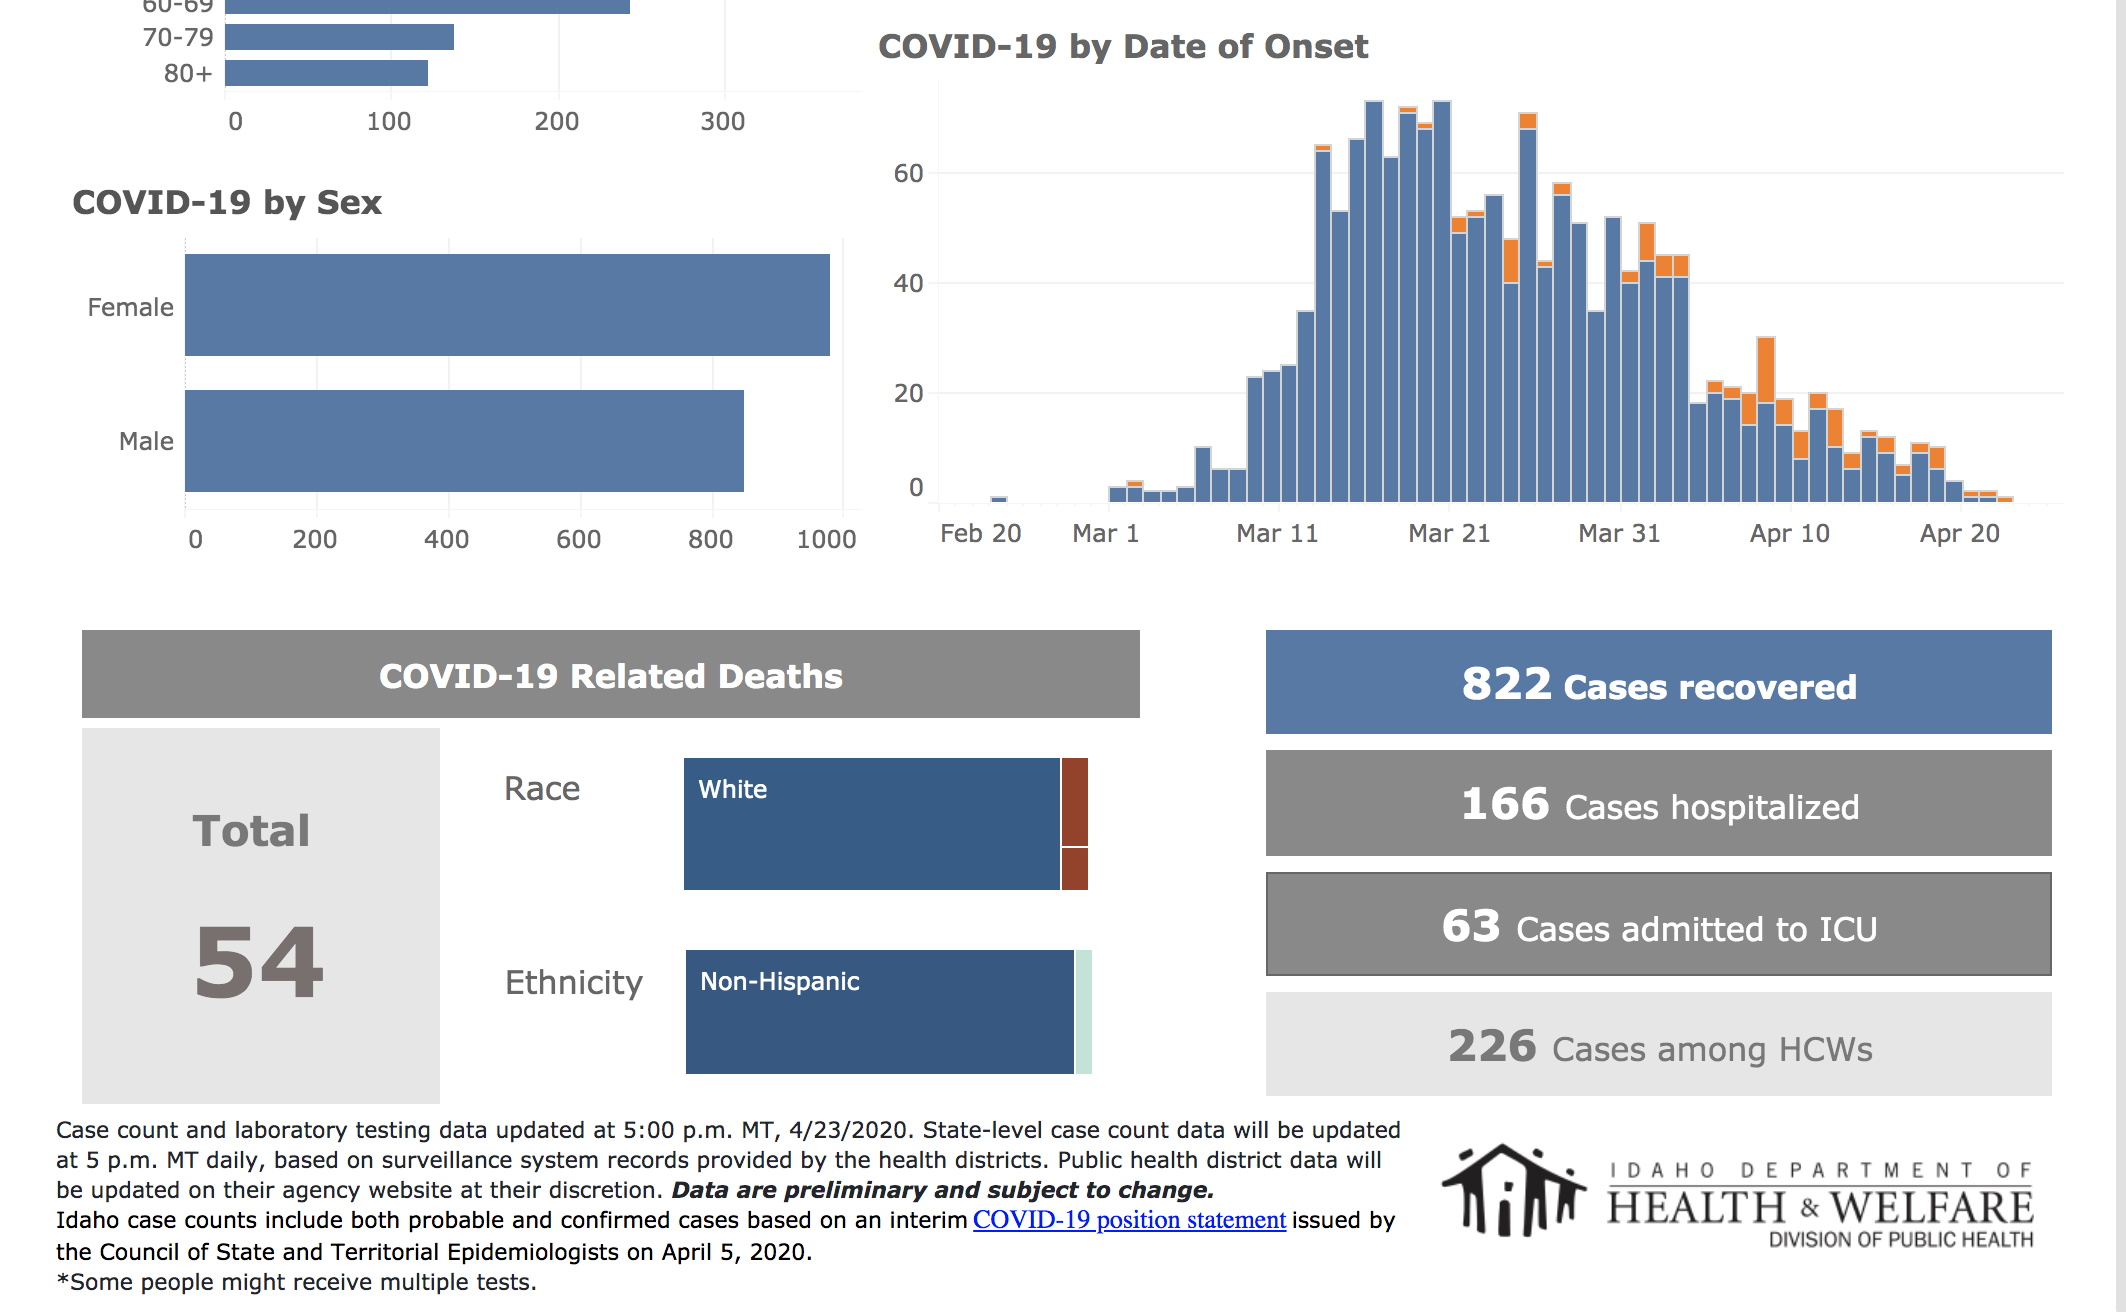 60-69
70-79
80+
0 100 200 300
COVID-19 by Sex
Female
Male
0 200 400 600 800 1000
COVID-19 by Date of Onset
60
40
20
0
Feb 20 Mar 1 Mar 11 Mar 21 Mar 31 Apr 10 Apr 20
COVID-19 Related Deaths
Total
54
Race
White
Ethnicity
Non-Hispanic
822 Cases recovered
166 Cases hospitalized
63 Cases admitted to ICU
226 Cases among HCWs
Case count and laboratory testing data updated at 5:00 p.m. MT, 4/23/2020. State-level case count data will be updated
at 5 p.m. MT daily, based on surveillance system records provided by the health districts. Public health district data will
be updated on their agency website at their discretion. Data are preliminary and subject to change.
Idaho case counts include both probable and confirmed cases based on an interim COVID-19 position statement issued by
the Council of State and Territorial Epidemiologists on April 5, 2020.
*Some people might receive multiple tests.
IDAHO DEPARTMENT OF
HEALTH & WELFARE
DIVISION OF PUBLIC HEALTH